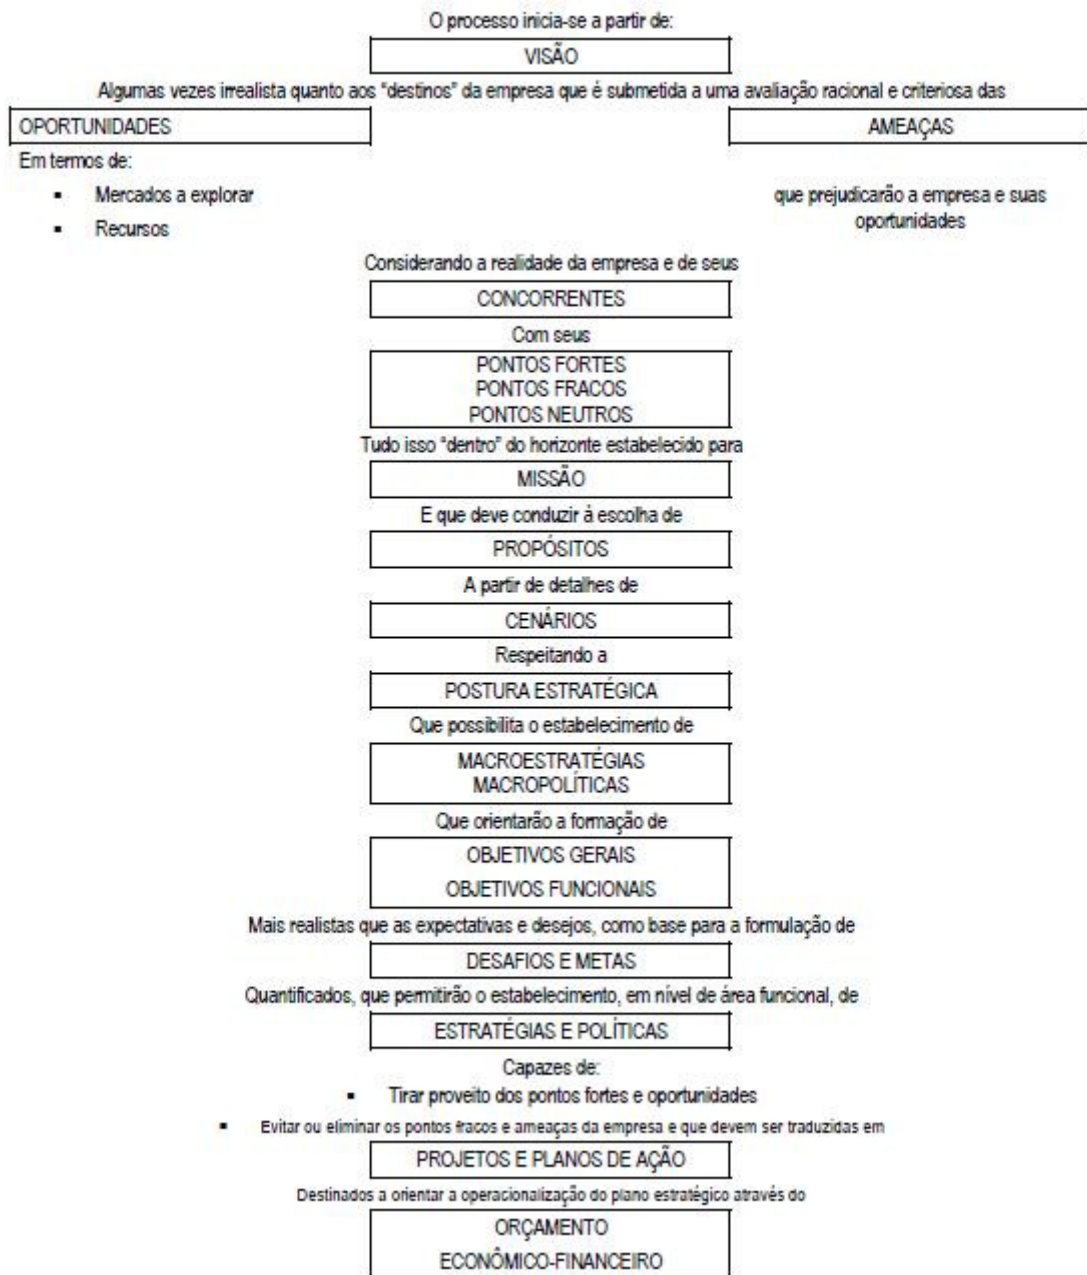 O processo inicia-se a partir de:
VISÃO
Algumas vezes irrealista quanto aos "destinos" da empresa que é submetida a uma avaliação racional e criteriosa das
OPORTUNIDADES
AMEAÇAS
Em termos de:
▪ Mercados a explorar
▪ Recursos
que prejudicarão a empresa e suas
oportunidades
Considerando a realidade da empresa e de seus
CONCORRENTES
Com seus
PONTOS FORTES
PONTOS FRACOS
PONTOS NEUTROS
Tudo isso "dentro" do horizonte estabelecido para
MISSÃO
E que deve conduzir à escolha de
PROPÓSITOS
A partir de detalhes de
CENÁRIOS
Respeitando a
POSTURA ESTRATÉGICA
Que possibilita o estabelecimento de
MACROESTRATÉGIAS
MACROPOLÍTICAS
Que orientarão a formação de
OBJETIVOS GERAIS
OBJETIVOS FUNCIONAIS
Mais realistas que as expectativas e desejos, como base para a formulação de
DESAFIOS E METAS
Quantificados, que permitirão o estabelecimento, em nível de área funcional, de
ESTRATÉGIAS E POLÍTICAS
Capazes de:
▪ Tirar proveito dos pontos fortes e oportunidades
▪ Evitar ou eliminar os pontos fracos e ameaças da empresa e que devem ser traduzidas em
PROJETOS E PLANOS DE AÇÃO
Destinados a orientar a operacionalização do plano estratégico através do
ORÇAMENTO
ECONÔMICO-FINANCEIRO